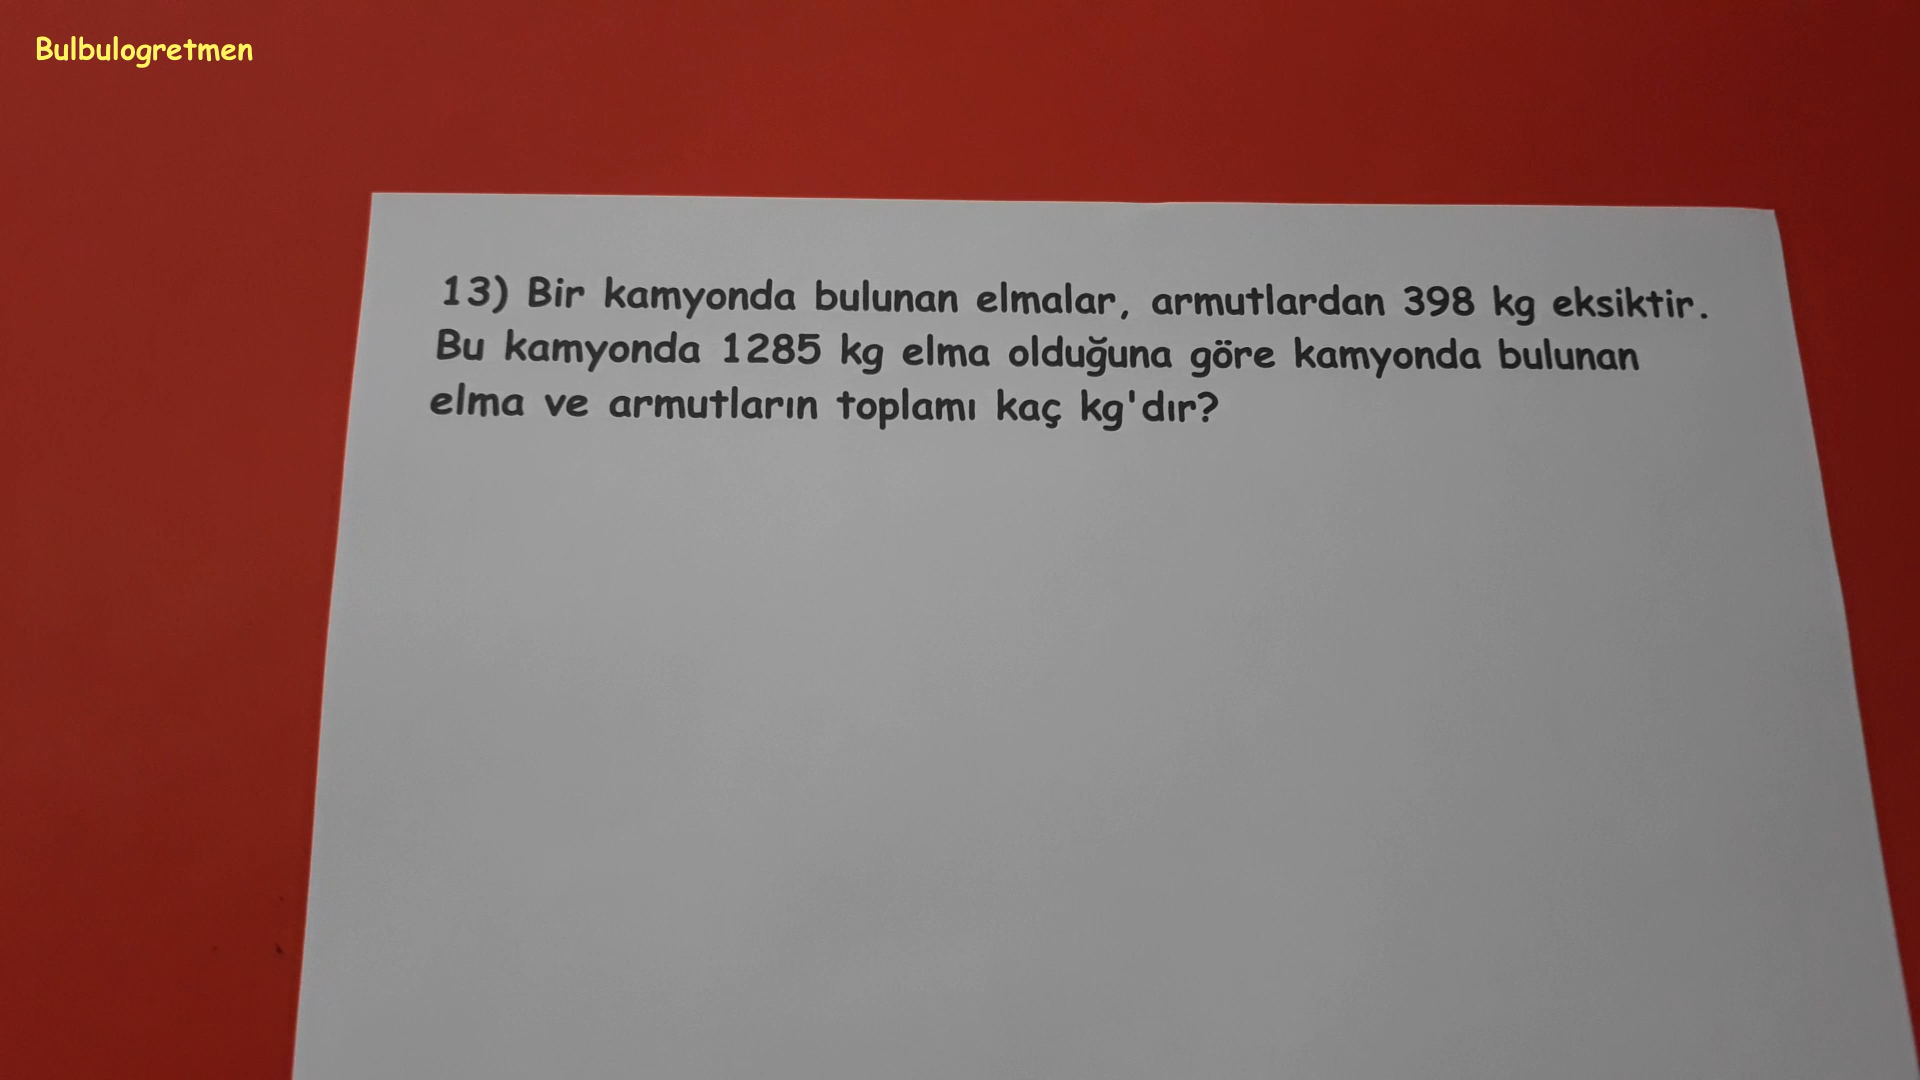 Bulbulogretmen
13) Bir kamyonda bulunan elmalar, armutlardan 398 kg eksiktir.
Bu kamyonda 1285 kg elma olduğuna göre kamyonda bulunan
elma ve armutların toplamı kaç kg'dır?